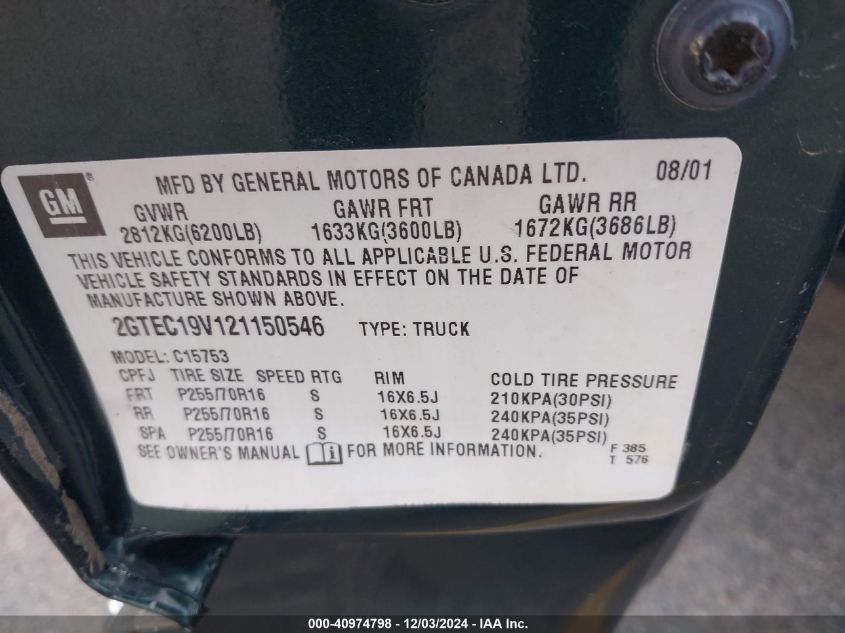 GM ® MFD BY GENERAL MOTORS OF CANADA LTD. 08/01
GVWR GAWR FRT GAWR RR
2812KG(6200LB) 1633KG(3600LB) 1672KG(3686LB)
THIS VEHICLE CONFORMS TO ALL APPLICABLE U.S. FEDERAL MOTOR
VEHICLE SAFETY STANDARDS IN EFFECT ON THE DATE OF
MANUFACTURE SHOWN ABOVE.
2GTEC19V121150546 TYPE: TRUCK
MODEL: C15753
CPFJ TIRE SIZE SPEED RTG RIM COLD TIRE PRESSURE
FRT P255/70R16 S 16X6.5J 210KPA(30PSI)
RR P255/70R16 S 16X6.5J 240KPA(35PSI)
SPA P255/70R16 S 16X6.5J 240KPA(35PSI)
SEE OWNER'S MANUAL i FOR MORE INFORMATION. F 385
T 576
000-40974798 - 12/03/2024 - IAA Inc.